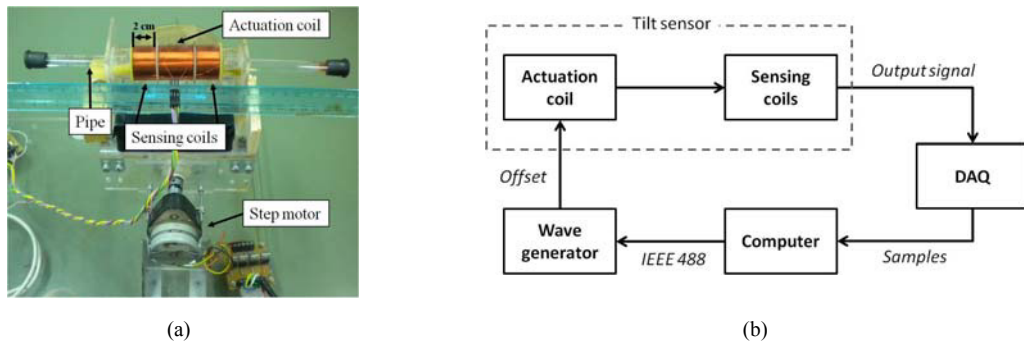 2 cm
Actuation coil
Pipe
Sensing coils
Step motor
(a)
Tilt sensor
Actuation
coil
Sensing
coils
Output signal
Offset
DAQ
Wave
generator
IEEE 488
Computer
Samples
(b)